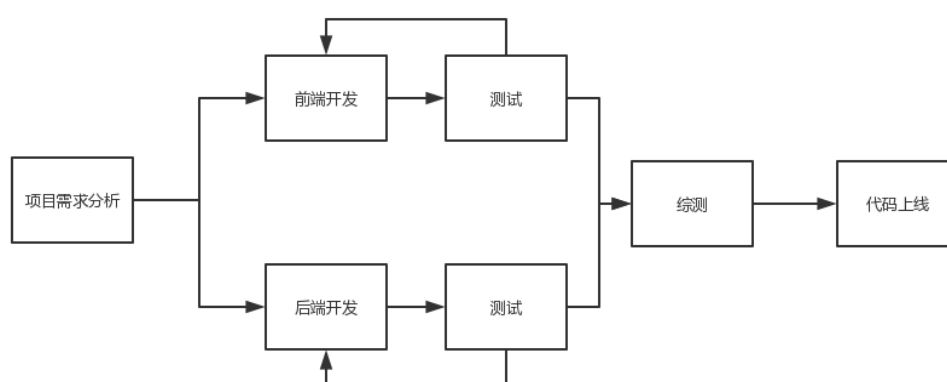 前端开发
测试
项目需求分析
综测
代码上线
后端开发
测试